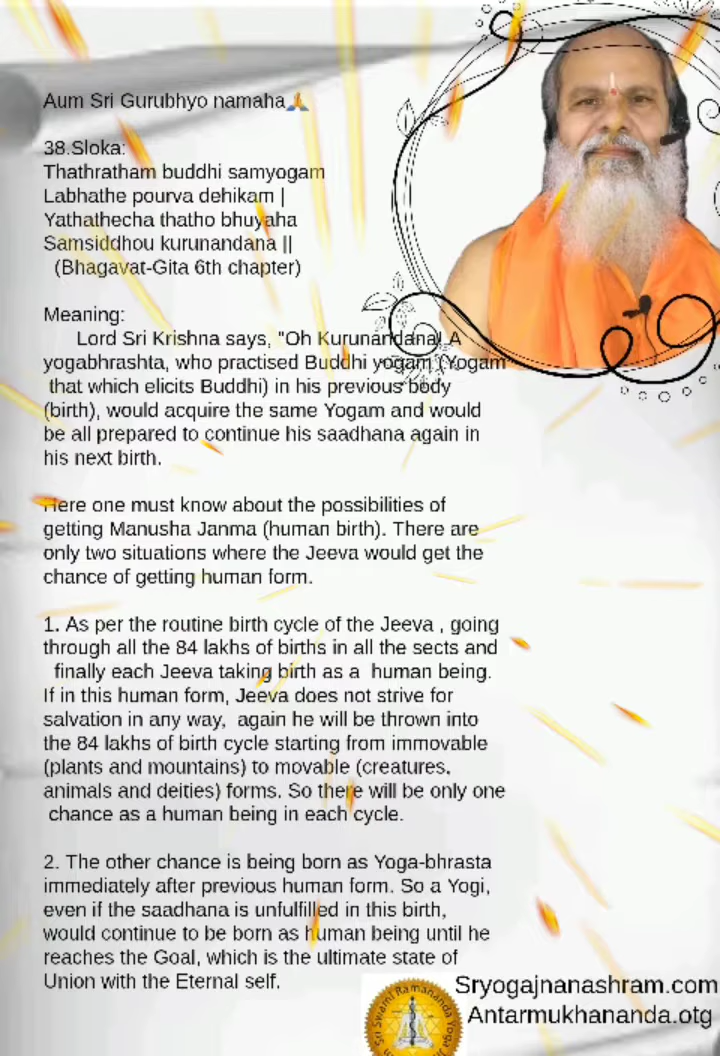 Aum Sri Gurubhyo namaha🙏
38.Sloka:
Thathratham buddhi samyogam
Labhathe pourva dehikam |
Yathathecha thatho bhuyaha
Samsiddhou kurunandana ||
(Bhagavat-Gita 6th chapter)
Meaning:
Lord Sri Krishna says, "Oh Kurunandana! A
yogabhrashta, who practised Buddhi yogam (Yogam
that which elicits Buddhi) in his previous body
(birth), would acquire the same Yogam and would
be all prepared to continue his saadhana again in
his next birth.
Here one must know about the possibilities of
getting Manusha Janma (human birth). There are
only two situations where the Jeeva would get the
chance of getting human form.
1. As per the routine birth cycle of the Jeeva , going
through all the 84 lakhs of births in all the sects and
finally each Jeeva taking birth as a human being.
If in this human form, Jeeva does not strive for
salvation in any way, again he will be thrown into
the 84 lakhs of birth cycle starting from immovable
(plants and mountains) to movable (creatures,
animals and deities) forms. So there will be only one
chance as a human being in each cycle.
2. The other chance is being born as Yoga-bhrasta
immediately after previous human form. So a Yogi,
even if the saadhana is unfulfilled in this birth,
would continue to be born as human being until he
reaches the Goal, which is the ultimate state of
Union with the Eternal self.
Sri Swami Ramananda Yoga
Sryogajnanashram.com
Antarmukhananda.otg